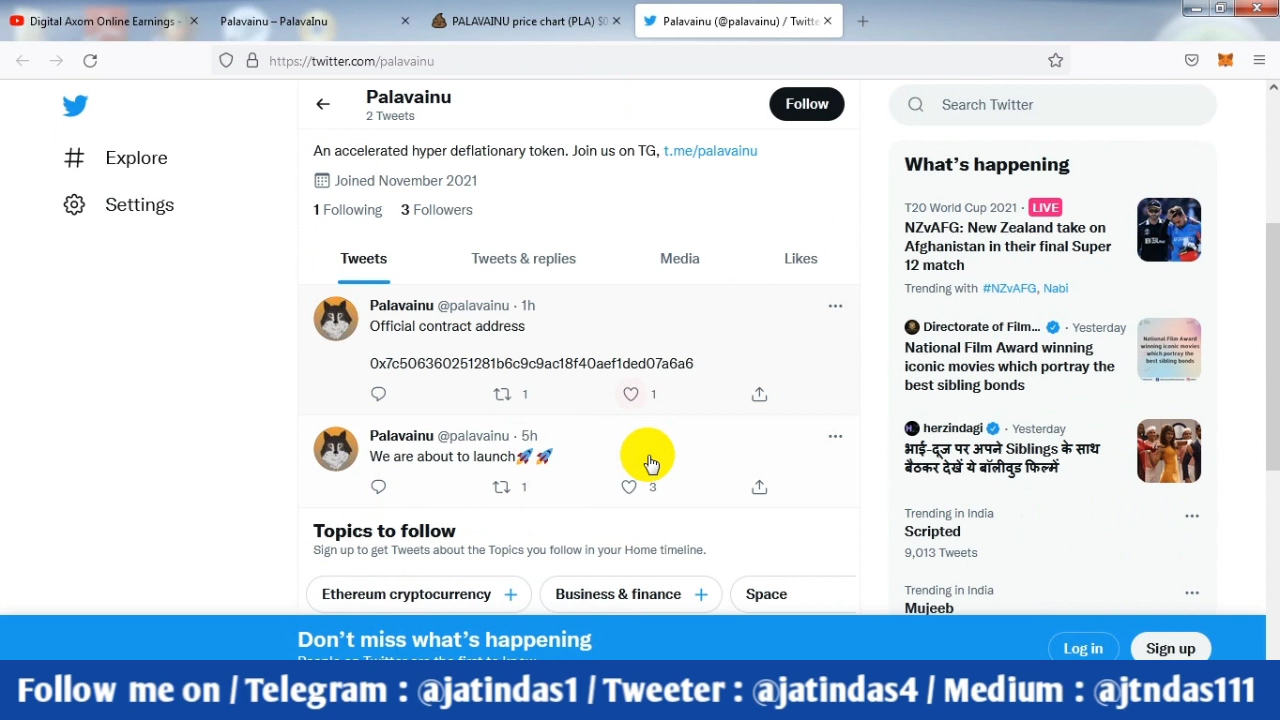 Digital Axom Online Earnings -
Palavainu – PalavaInu
PALAVAINU price chart (PLA) $0
Palavainu (@palavainu) / Twitte
https://twitter.com/palavainu
Palavainu
2 Tweets
Follow
Search Twitter
Explore
Settings
An accelerated hyper deflationary token. Join us on TG, t.me/palavainu
Joined November 2021
1 Following 3 Followers
Tweets
Tweets & replies
Media
Likes
Palavainu @palavainu · 1h
Official contract address
0x7c506360251281b6c9c9ac18f40aef1ded07a6a6
1
1
Palavainu @palavainu · 5h
We are about to launch🚀🚀
1
3
Topics to follow
Sign up to get Tweets about the Topics you follow in your Home timeline.
Ethereum cryptocurrency +
Business & finance +
Space
What's happening
T20 World Cup 2021 · LIVE
NZvAFG: New Zealand take on
Afghanistan in their final Super
12 match
Trending with #NZvAFG, Nabi
Directorate of Film... · Yesterday
National Film Award winning
iconic movies which portray the
best sibling bonds
herzindagi · Yesterday
भाई-दूज पर अपने Siblings के साथ
बैठकर देखें ये बॉलीवुड फिल्में
Trending in India
Scripted
9,013 Tweets
Trending in India
Mujeeb
Don't miss what's happening
Log in
Sign up
Follow me on / Telegram : @jatindas1 / Tweeter : @jatindas4 / Medium : @jtndas111